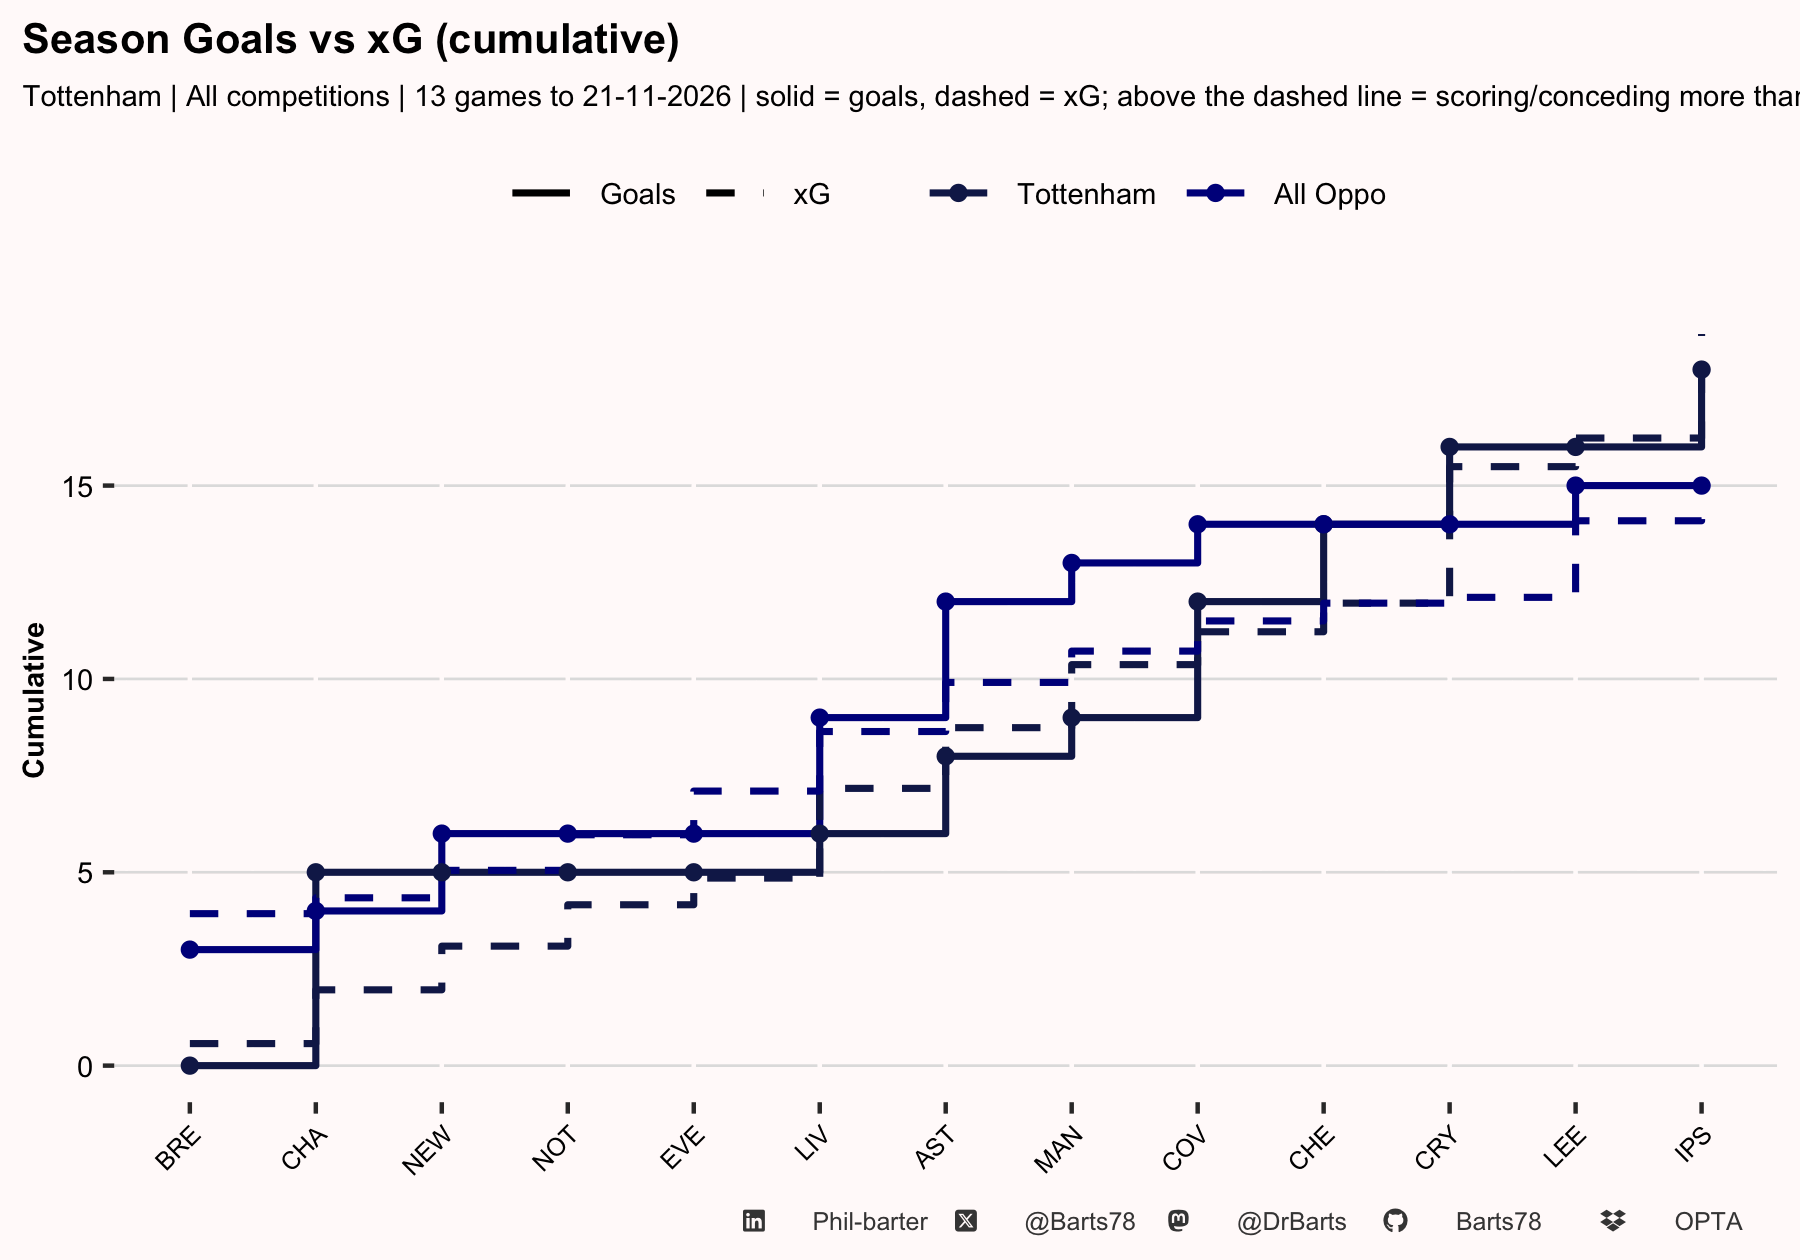 Season Goals vs xG (cumulative)
Tottenham | All competitions | 13 games to 21-11-2026 | solid = goals, dashed = xG; above the dashed line = scoring/conceding more than
Goals xG Tottenham All Oppo
Cumulative
15
10
5
0
BRE CHA NEW NOT EVE LIV AST MAN COV CHE CRY LEE IPS
Phil-barter @Barts78 @DrBarts Barts78 OPTA